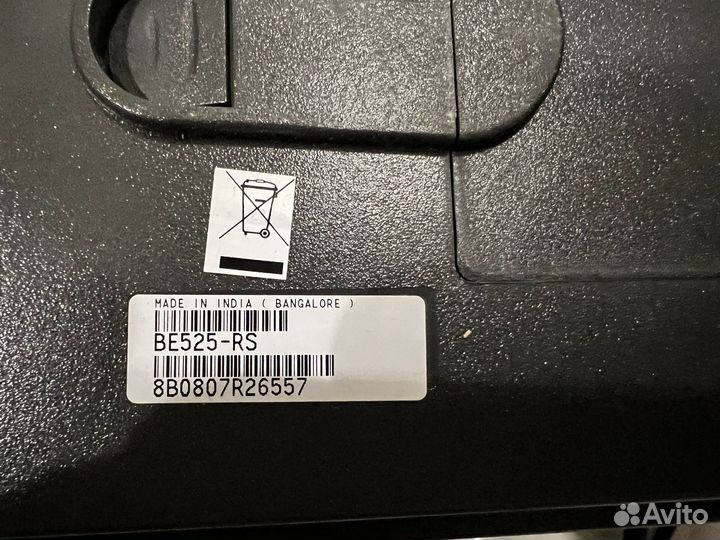 MADE IN INDIA ( BANGALORE )
BE525-RS
8B0807R26557
Avito